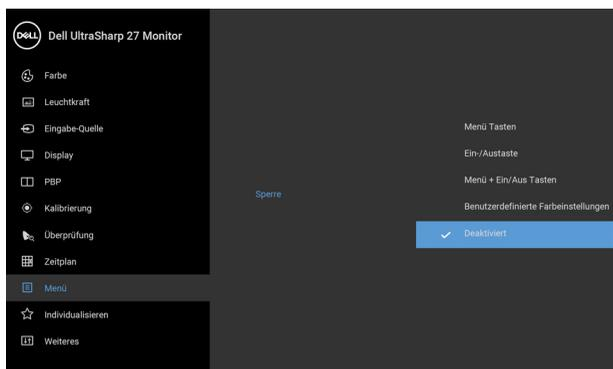 DELL
Dell UltraSharp 27 Monitor
Farbe
Leuchtkraft
Eingabe-Quelle
Display
PBP
Kalibrierung
Überprüfung
Zeitplan
Menü
Individualisieren
Weiteres
Sperre
Menü Tasten
Ein-/Austaste
Menü + Ein/Aus Tasten
Benutzerdefinierte Farbeinstellungen
Deaktiviert